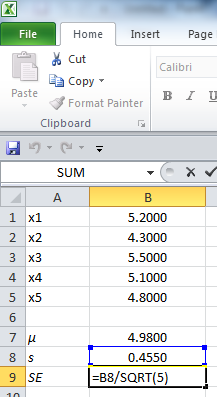 File Home Insert Page
Cut
Copy
Paste
Format Painter
Clipboard
Calibri
B I U
SUM
A B
1 x1 5.2000
2 x2 4.3000
3 x3 5.5000
4 x4 5.1000
5 x5 4.8000
6
7 μ 4.9800
8 s 0.4550
9 SE =B8/SQRT(5)
10